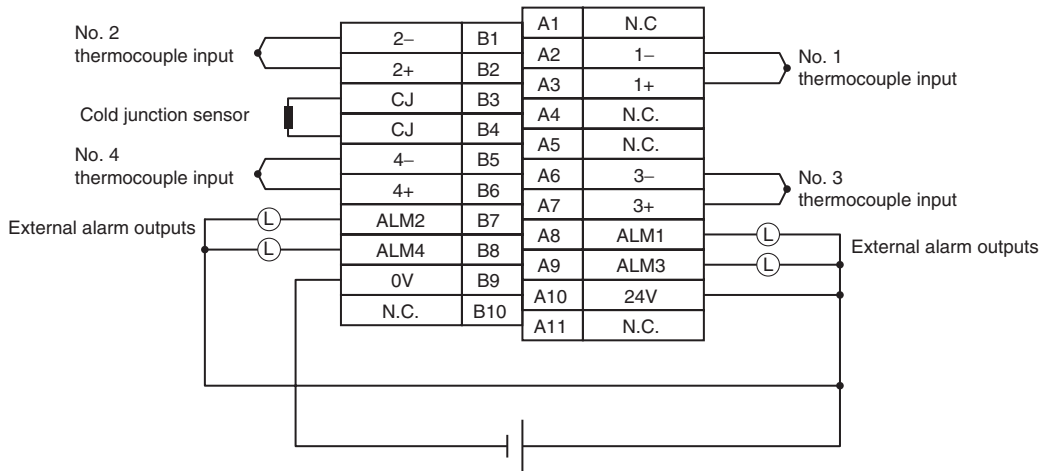 No. 2
thermocouple input
Cold junction sensor
No. 4
thermocouple input
External alarm outputs
L
L
2– B1
2+ B2
CJ B3
CJ B4
4– B5
4+ B6
ALM2 B7
ALM4 B8
0V B9
N.C. B10
A1 N.C
A2 1–
A3 1+
A4 N.C.
A5 N.C.
A6 3–
A7 3+
A8 ALM1
A9 ALM3
A10 24V
A11 N.C.
No. 1
thermocouple input
No. 3
thermocouple input
L
L
External alarm outputs